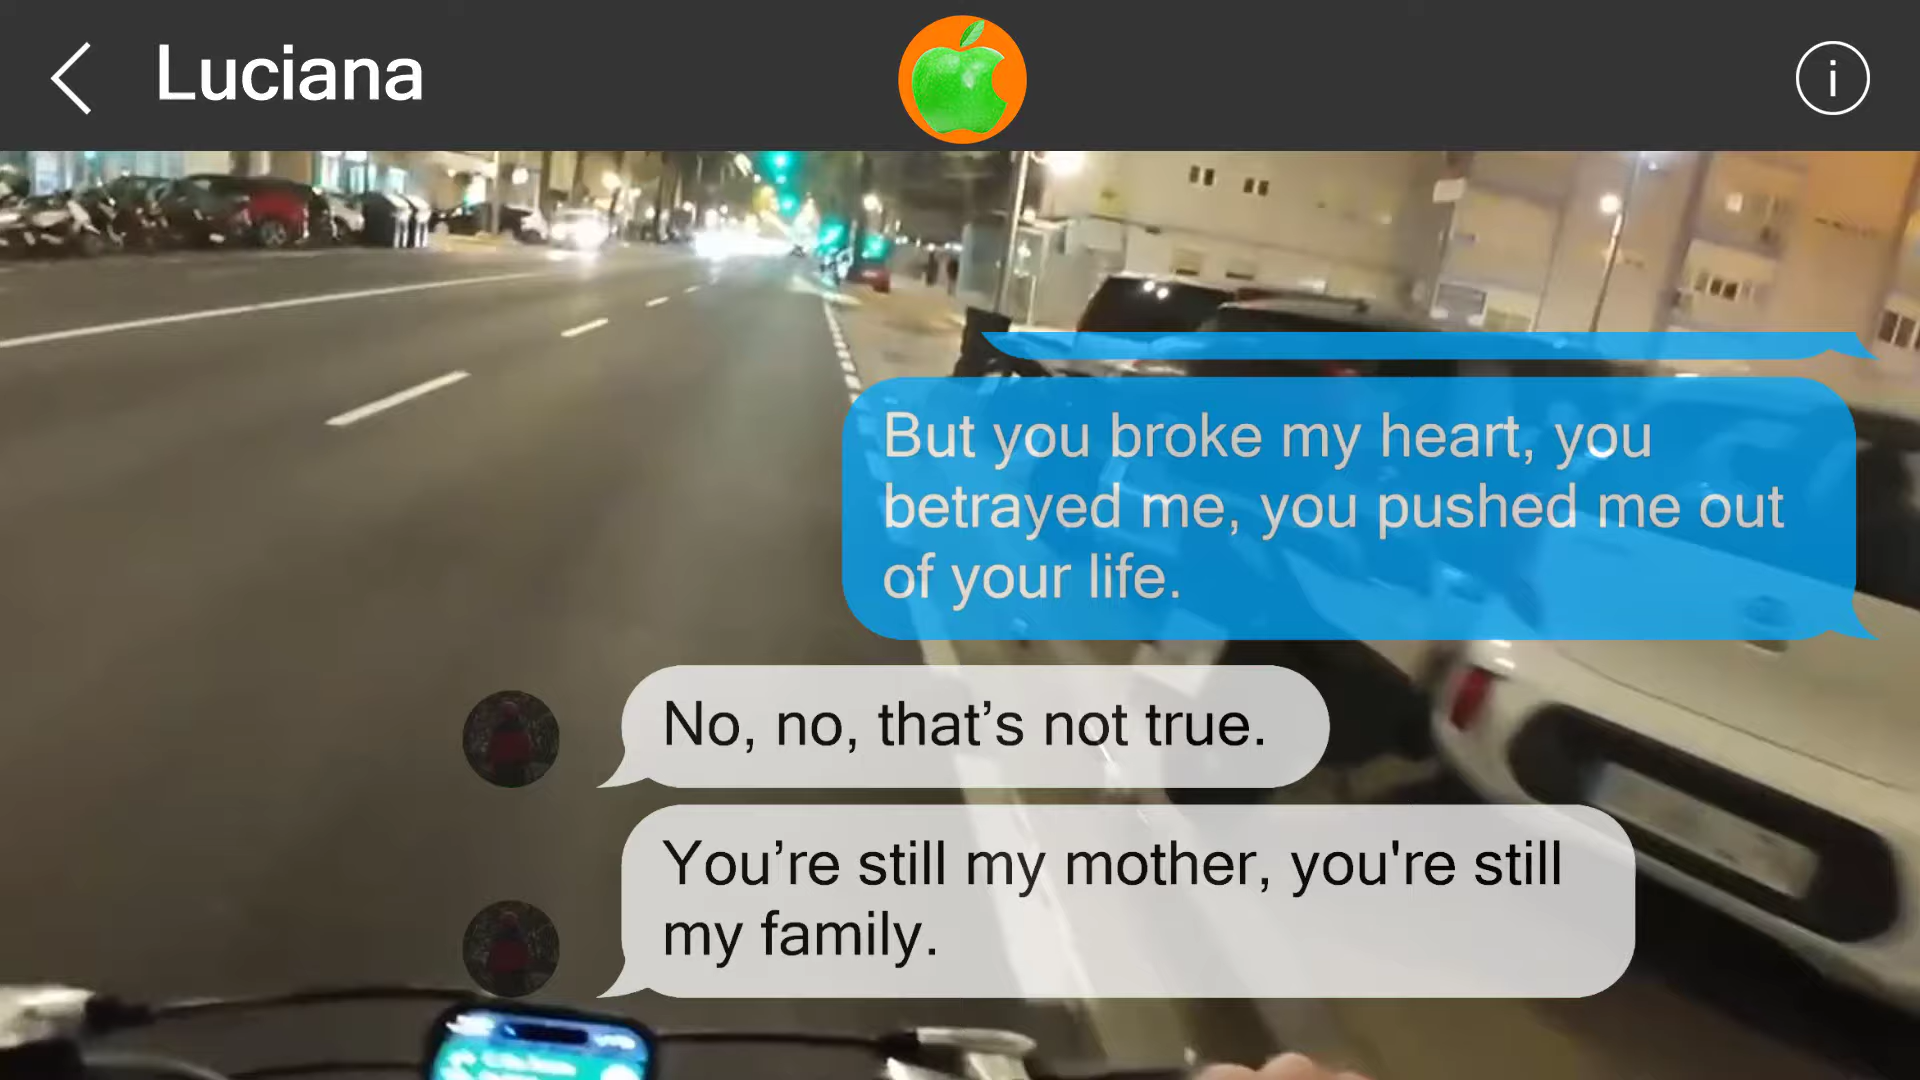 Luciana
i
But you broke my heart, you
betrayed me, you pushed me out
of your life.
No, no, that’s not true.
You’re still my mother, you're still
my family.